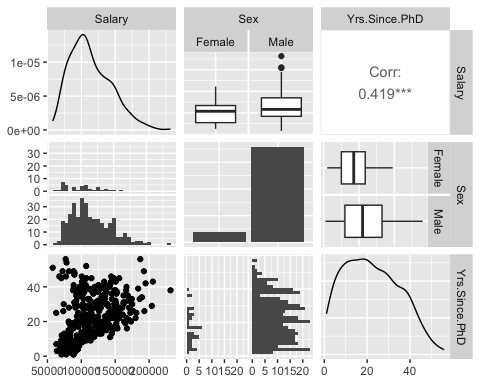 Salary
Sex
Yrs.Since.PhD
Female
Male
1e-05
5e-06
0e+00
Corr:
0.419***
Salary
30
20
10
0
30
20
10
0
Female
Male
Sex
40
20
0
Yrs.Since.PhD
50000100000150000200000
0 5 101520
0 5 101520
0 20 40